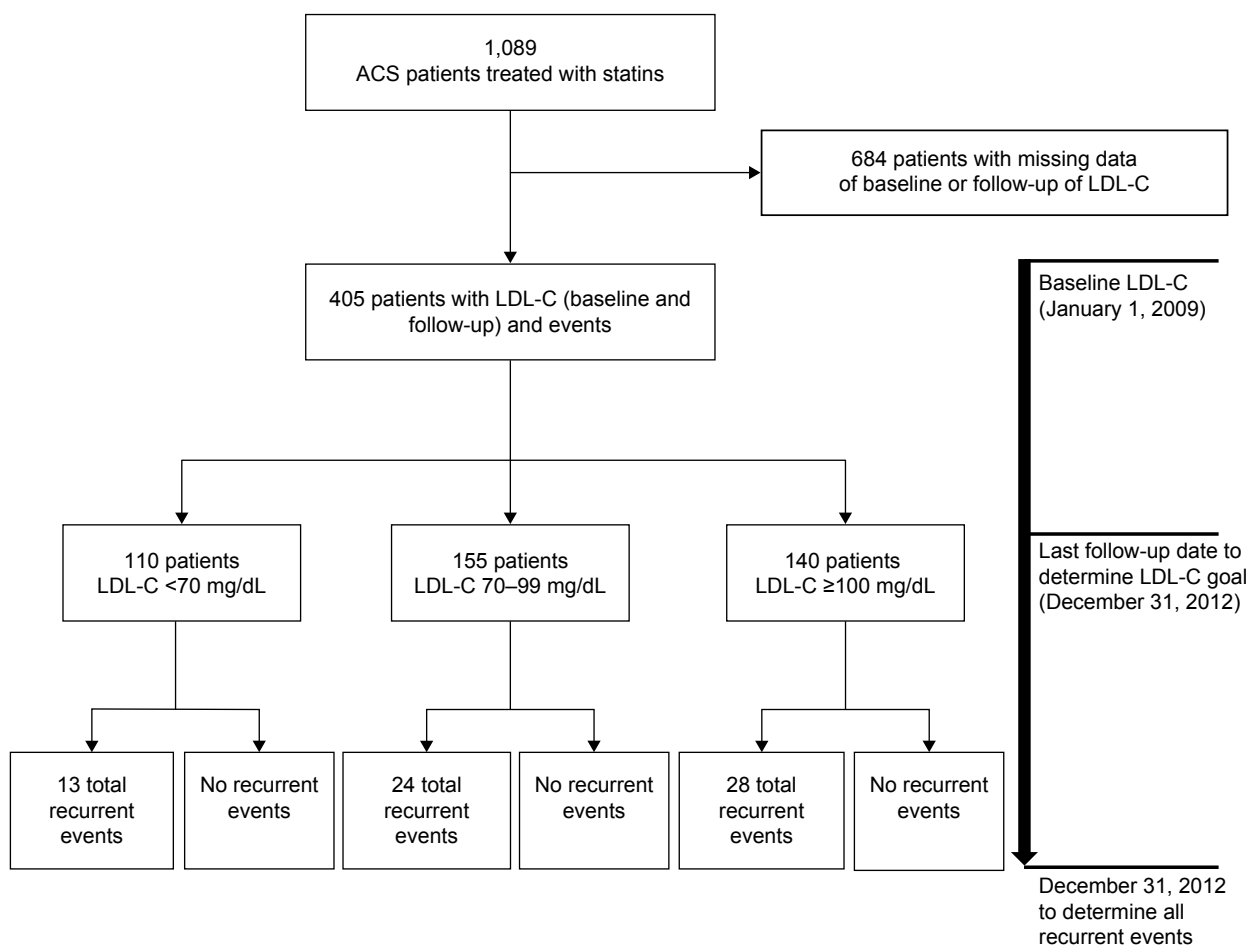 1,089
ACS patients treated with statins
684 patients with missing data
of baseline or follow-up of LDL-C
405 patients with LDL-C (baseline and
follow-up) and events
Baseline LDL-C
(January 1, 2009)
110 patients
LDL-C <70 mg/dL
155 patients
LDL-C 70–99 mg/dL
140 patients
LDL-C ≥100 mg/dL
Last follow-up date to
determine LDL-C goal
(December 31, 2012)
13 total
recurrent
events
No recurrent
events
24 total
recurrent
events
No recurrent
events
28 total
recurrent
events
No recurrent
events
December 31, 2012
to determine all
recurrent events